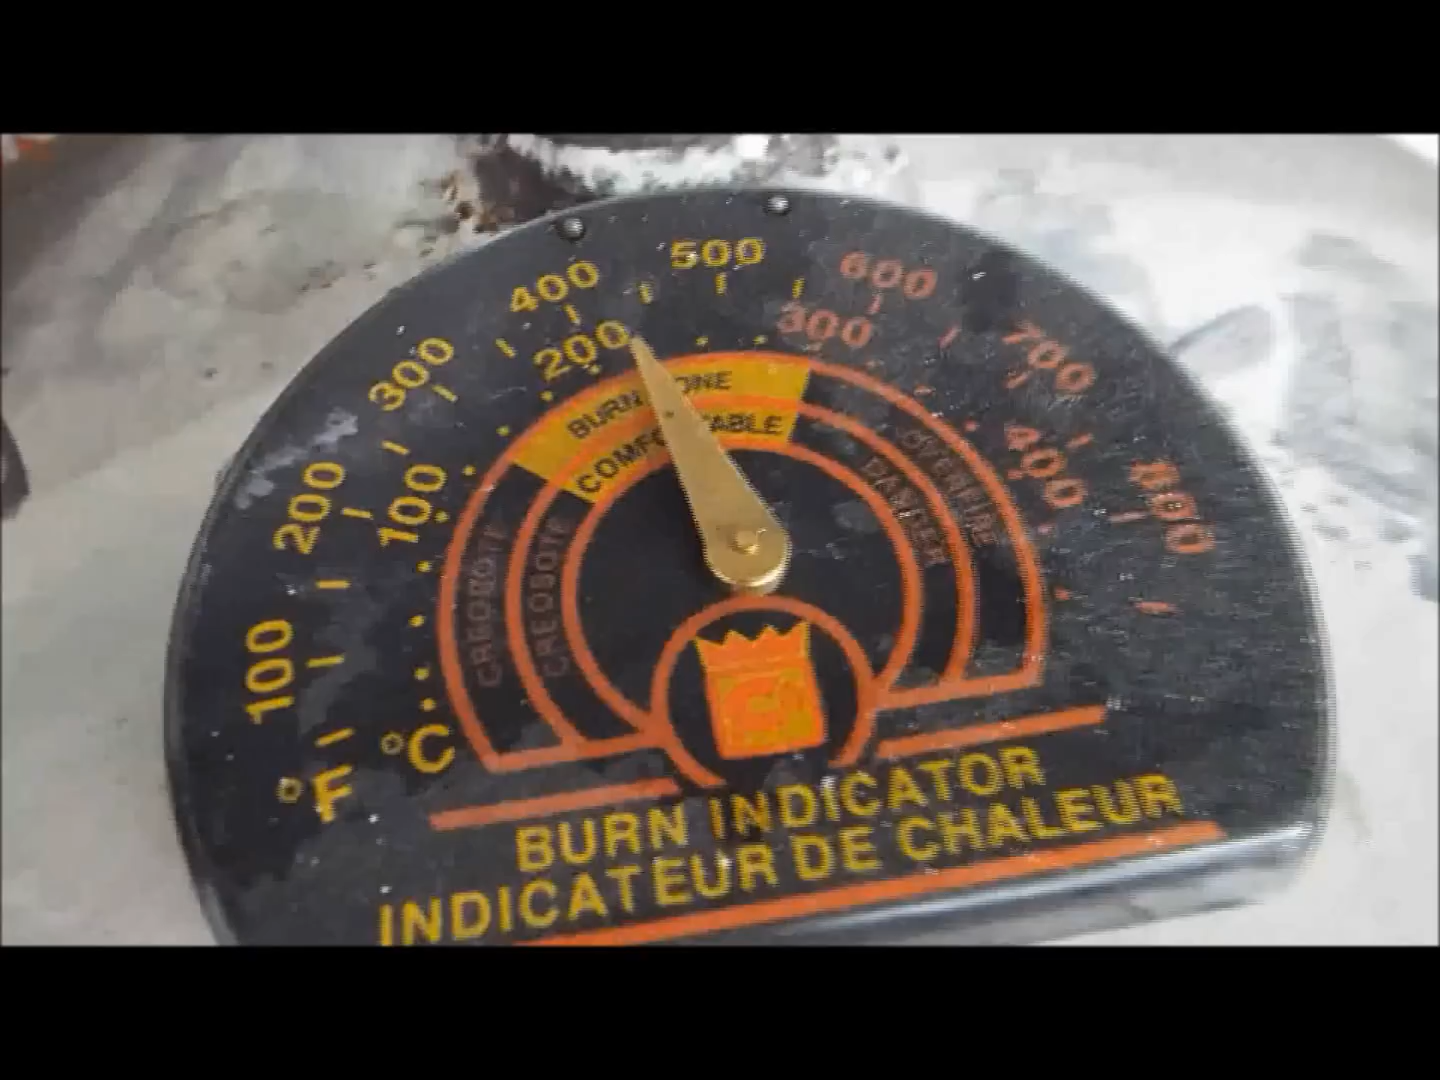 100 200 300 400 500 600 700 800
100 200 300 400
°F °C
BURN ZONE
CREOSOTE
OVERFIRE
CREOSOTE
DANGER
BURN INDICATOR
INDICATEUR DE CHALEUR